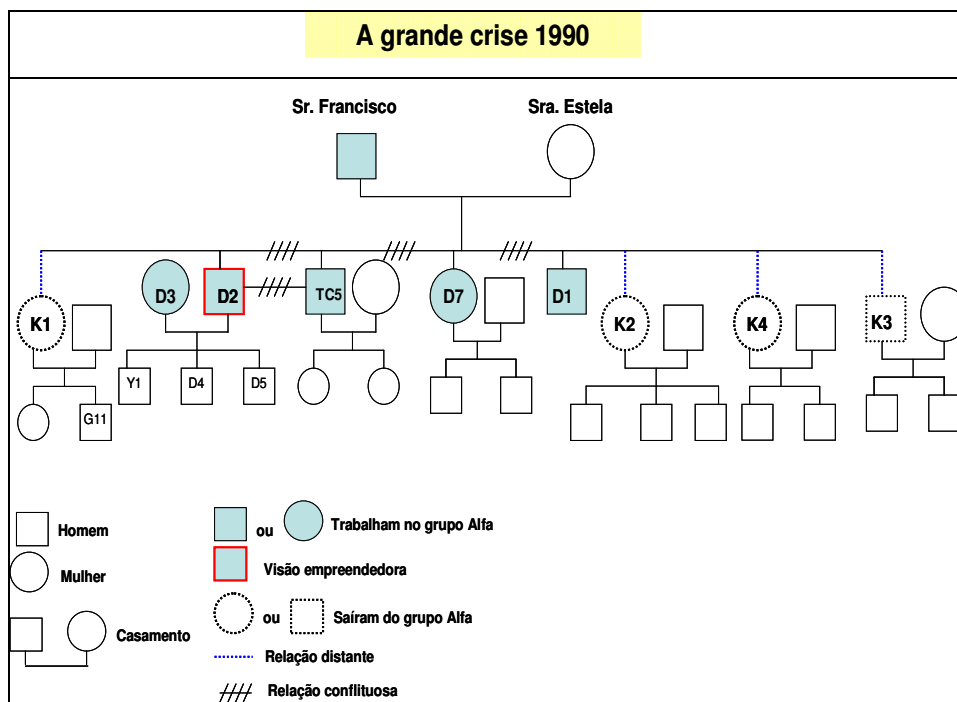 A grande crise 1990
Sr. Francisco Sra. Estela
K1 D3 D2 TC5 D7 D1 K2 K4 K3
Y1 D4 D5
G11
Homem
ou Trabalham no grupo Alfa
Mulher
Visão empreendedora
Casamento
ou Saíram do grupo Alfa
Relação distante
Relação conflituosa